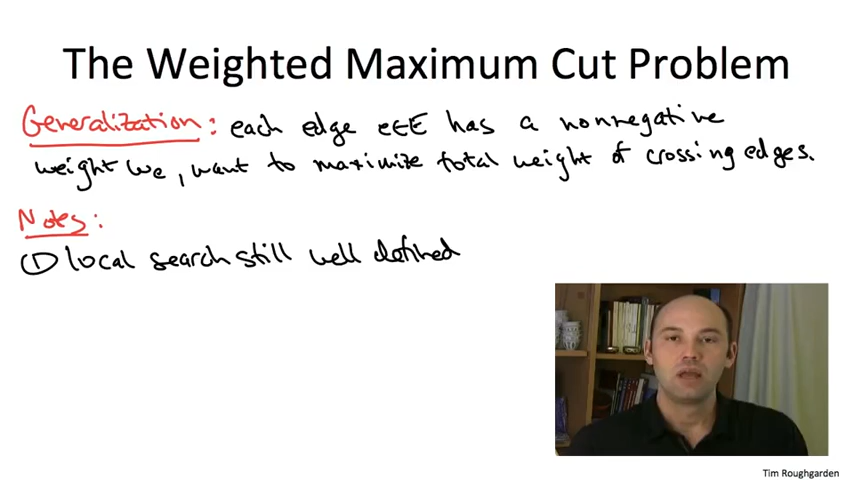 The Weighted Maximum Cut Problem
Generalization: each edge e∈E has a nonnegative
weight we, want to maximize total weight of crossing edges.
Notes:
① local search still well defined
Tim Roughgarden